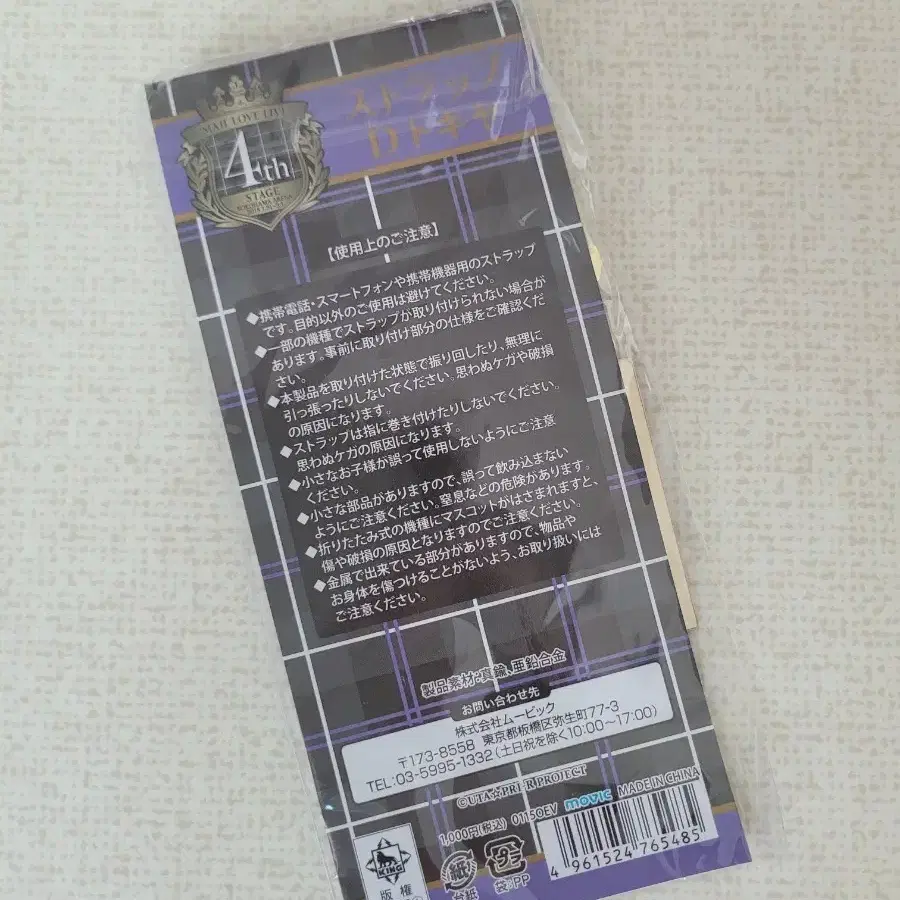 MAJI LOVE LIVE
4th
STAGE
ストラップ
D トキヤ
【使用上のご注意】
◆携帯電話・スマートフォンや携帯機器用のストラップ
です。目的以外のご使用は避けてください。
◆一部の機種でストラップが取り付けられない場合が
あります。事前に取り付け部分の仕様をご確認くだ
さい。
◆本製品を取り付けた状態で振り回したり、無理に
引っ張ったりしないでください。思わぬケガや破損
の原因になります。
◆ストラップは指に巻き付けたりしないでください。
思わぬケガの原因になります。
◆小さなお子様が誤って使用しないようにご注意
ください。
◆小さな部品がありますので、誤って飲み込まない
ようにご注意ください。窒息などの危険があります。
◆折りたたみ式の機種にマスコットがはさまれますと、
傷や破損の原因となりますのでご注意ください。
◆金属で出来ている部分がありますので、物品や
お身体を傷つけることがないよう、お取り扱いには
ご注意ください。
製品素材:真鍮、亜鉛合金
お問い合わせ先
株式会社ムービック
〒173-8558 東京都板橋区弥生町77-3
TEL:03-5995-1332 (土日祝を除く10:00～17:00)
©UTA☆PRI-R PROJECT
1,000円(税込) 01150EV movic MADE IN CHINA
4 961524 765485
KING
版権
紙
台紙
プラ
袋:PP